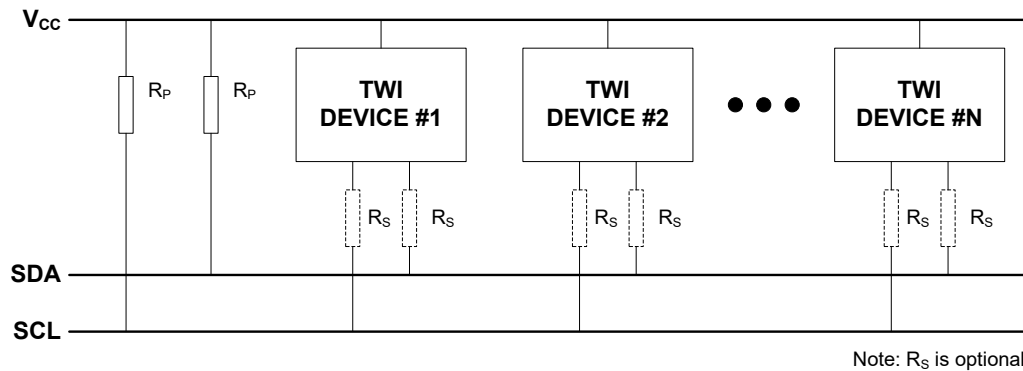 VCC
RP RP
TWI DEVICE #1
TWI DEVICE #2
TWI DEVICE #N
RS RS RS RS RS RS
SDA
SCL
Note: RS is optional